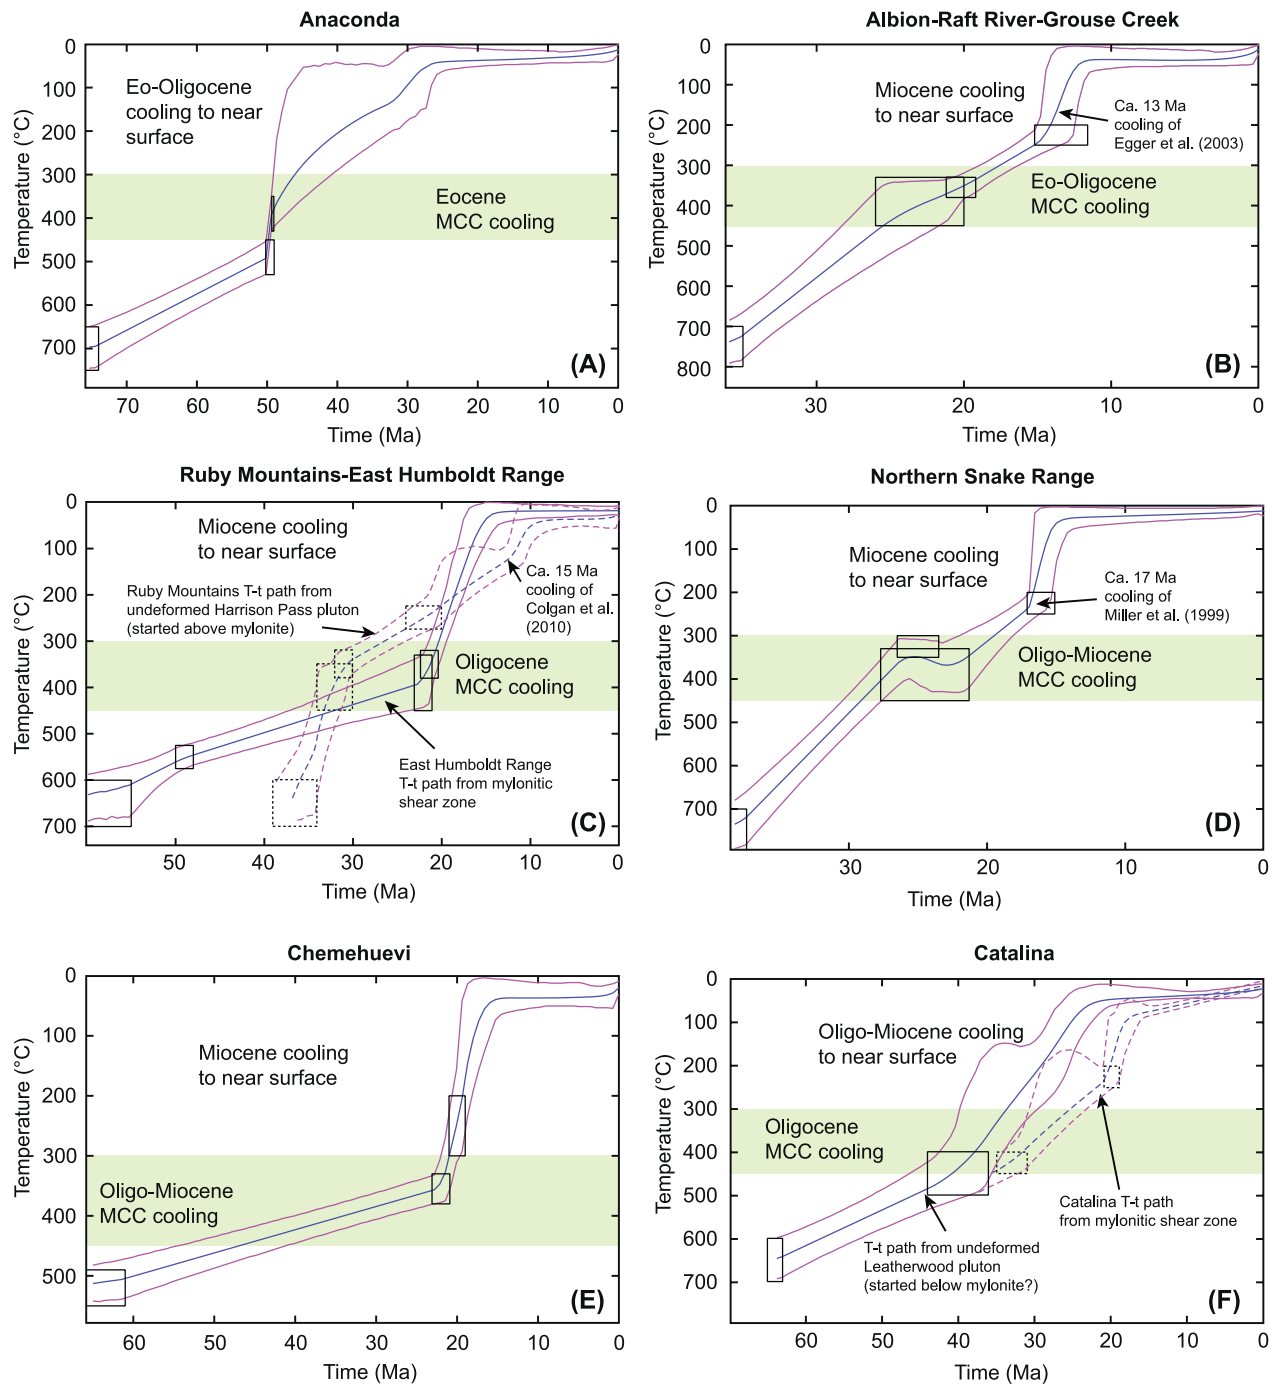 Anaconda
0
100
200
300
400
500
600
700
Temperature (°C)
Eo-Oligocene
cooling to near
surface
Eocene
MCC cooling
(A)
70
60
50
40
30
20
10
0
Time (Ma)
Albion-Raft River-Grouse Creek
0
100
200
300
400
500
600
700
800
Temperature (°C)
Miocene cooling
to near surface
Ca. 13 Ma
cooling of
Egger et al. (2003)
Eo-Oligocene
MCC cooling
(B)
30
20
10
0
Time (Ma)
Ruby Mountains-East Humboldt Range
0
100
200
300
400
500
600
700
Temperature (°C)
Miocene cooling
to near surface
Ruby Mountains T-t path from
undeformed Harrison Pass pluton
(started above mylonite)
Ca. 15 Ma
cooling of
Colgan et al.
(2010)
Oligocene
MCC cooling
East Humboldt Range
T-t path from mylonitic
shear zone
(C)
50
40
30
20
10
0
Time (Ma)
Northern Snake Range
0
100
200
300
400
500
600
700
Temperature (°C)
Miocene cooling
to near surface
Ca. 17 Ma
cooling of
Miller et al.
(1999)
Oligo-Miocene
MCC cooling
(D)
30
20
10
0
Time (Ma)
Chemehuevi
0
100
200
300
400
500
Temperature (°C)
Miocene cooling
to near surface
Oligo-Miocene
MCC cooling
(E)
60
50
40
30
20
10
0
Time (Ma)
Catalina
0
100
200
300
400
500
600
700
Temperature (°C)
Oligo-Miocene cooling
to near surface
Oligocene
MCC cooling
Catalina T-t path
from mylonitic shear zone
T-t path from undeformed
Leatherwood pluton
(started below mylonite?)
(F)
60
50
40
30
20
10
0
Time (Ma)